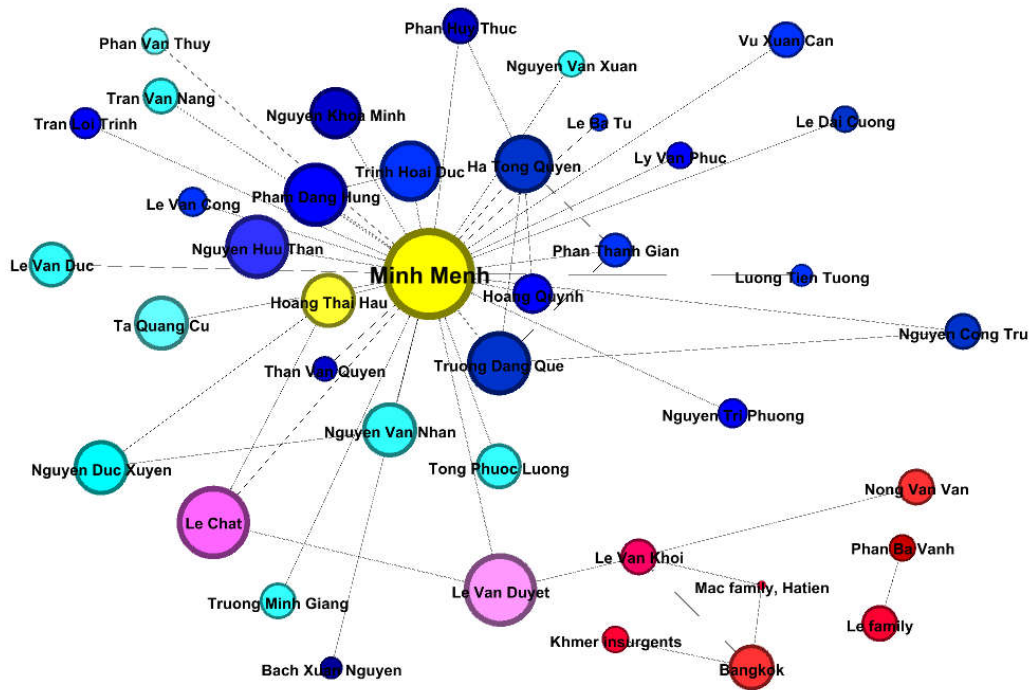 Phan Huy Thuc
Phan Van Thuy
Vu Xuan Can
Nguyen Van Xuan
Tran Van Nang
Nguyen Khoa Minh
Le Ba Tu
Le Dai Cuong
Tran Loi Trinh
Ly Van Phuc
Ha Tong Quyen
Trinh Hoai Duc
Pham Dang Hung
Le Van Cong
Nguyen Huu Than
Phan Thanh Gian
Le Van Duc
Minh Menh
Luong Tien Tuong
Hoang Thai Hau
Hoang Quynh
Ta Quang Cu
Nguyen Cong Tru
Truong Dang Que
Than Van Quyen
Nguyen Tri Phuong
Nguyen Van Nhan
Nguyen Duc Xuyen
Tong Phuoc Luong
Nong Van Van
Le Chat
Phan Ba Vanh
Le Van Khoi
Mac family, Hatien
Le Van Duyet
Truong Minh Giang
Le family
Khmer insurgents
Bach Xuan Nguyen
Bangkok